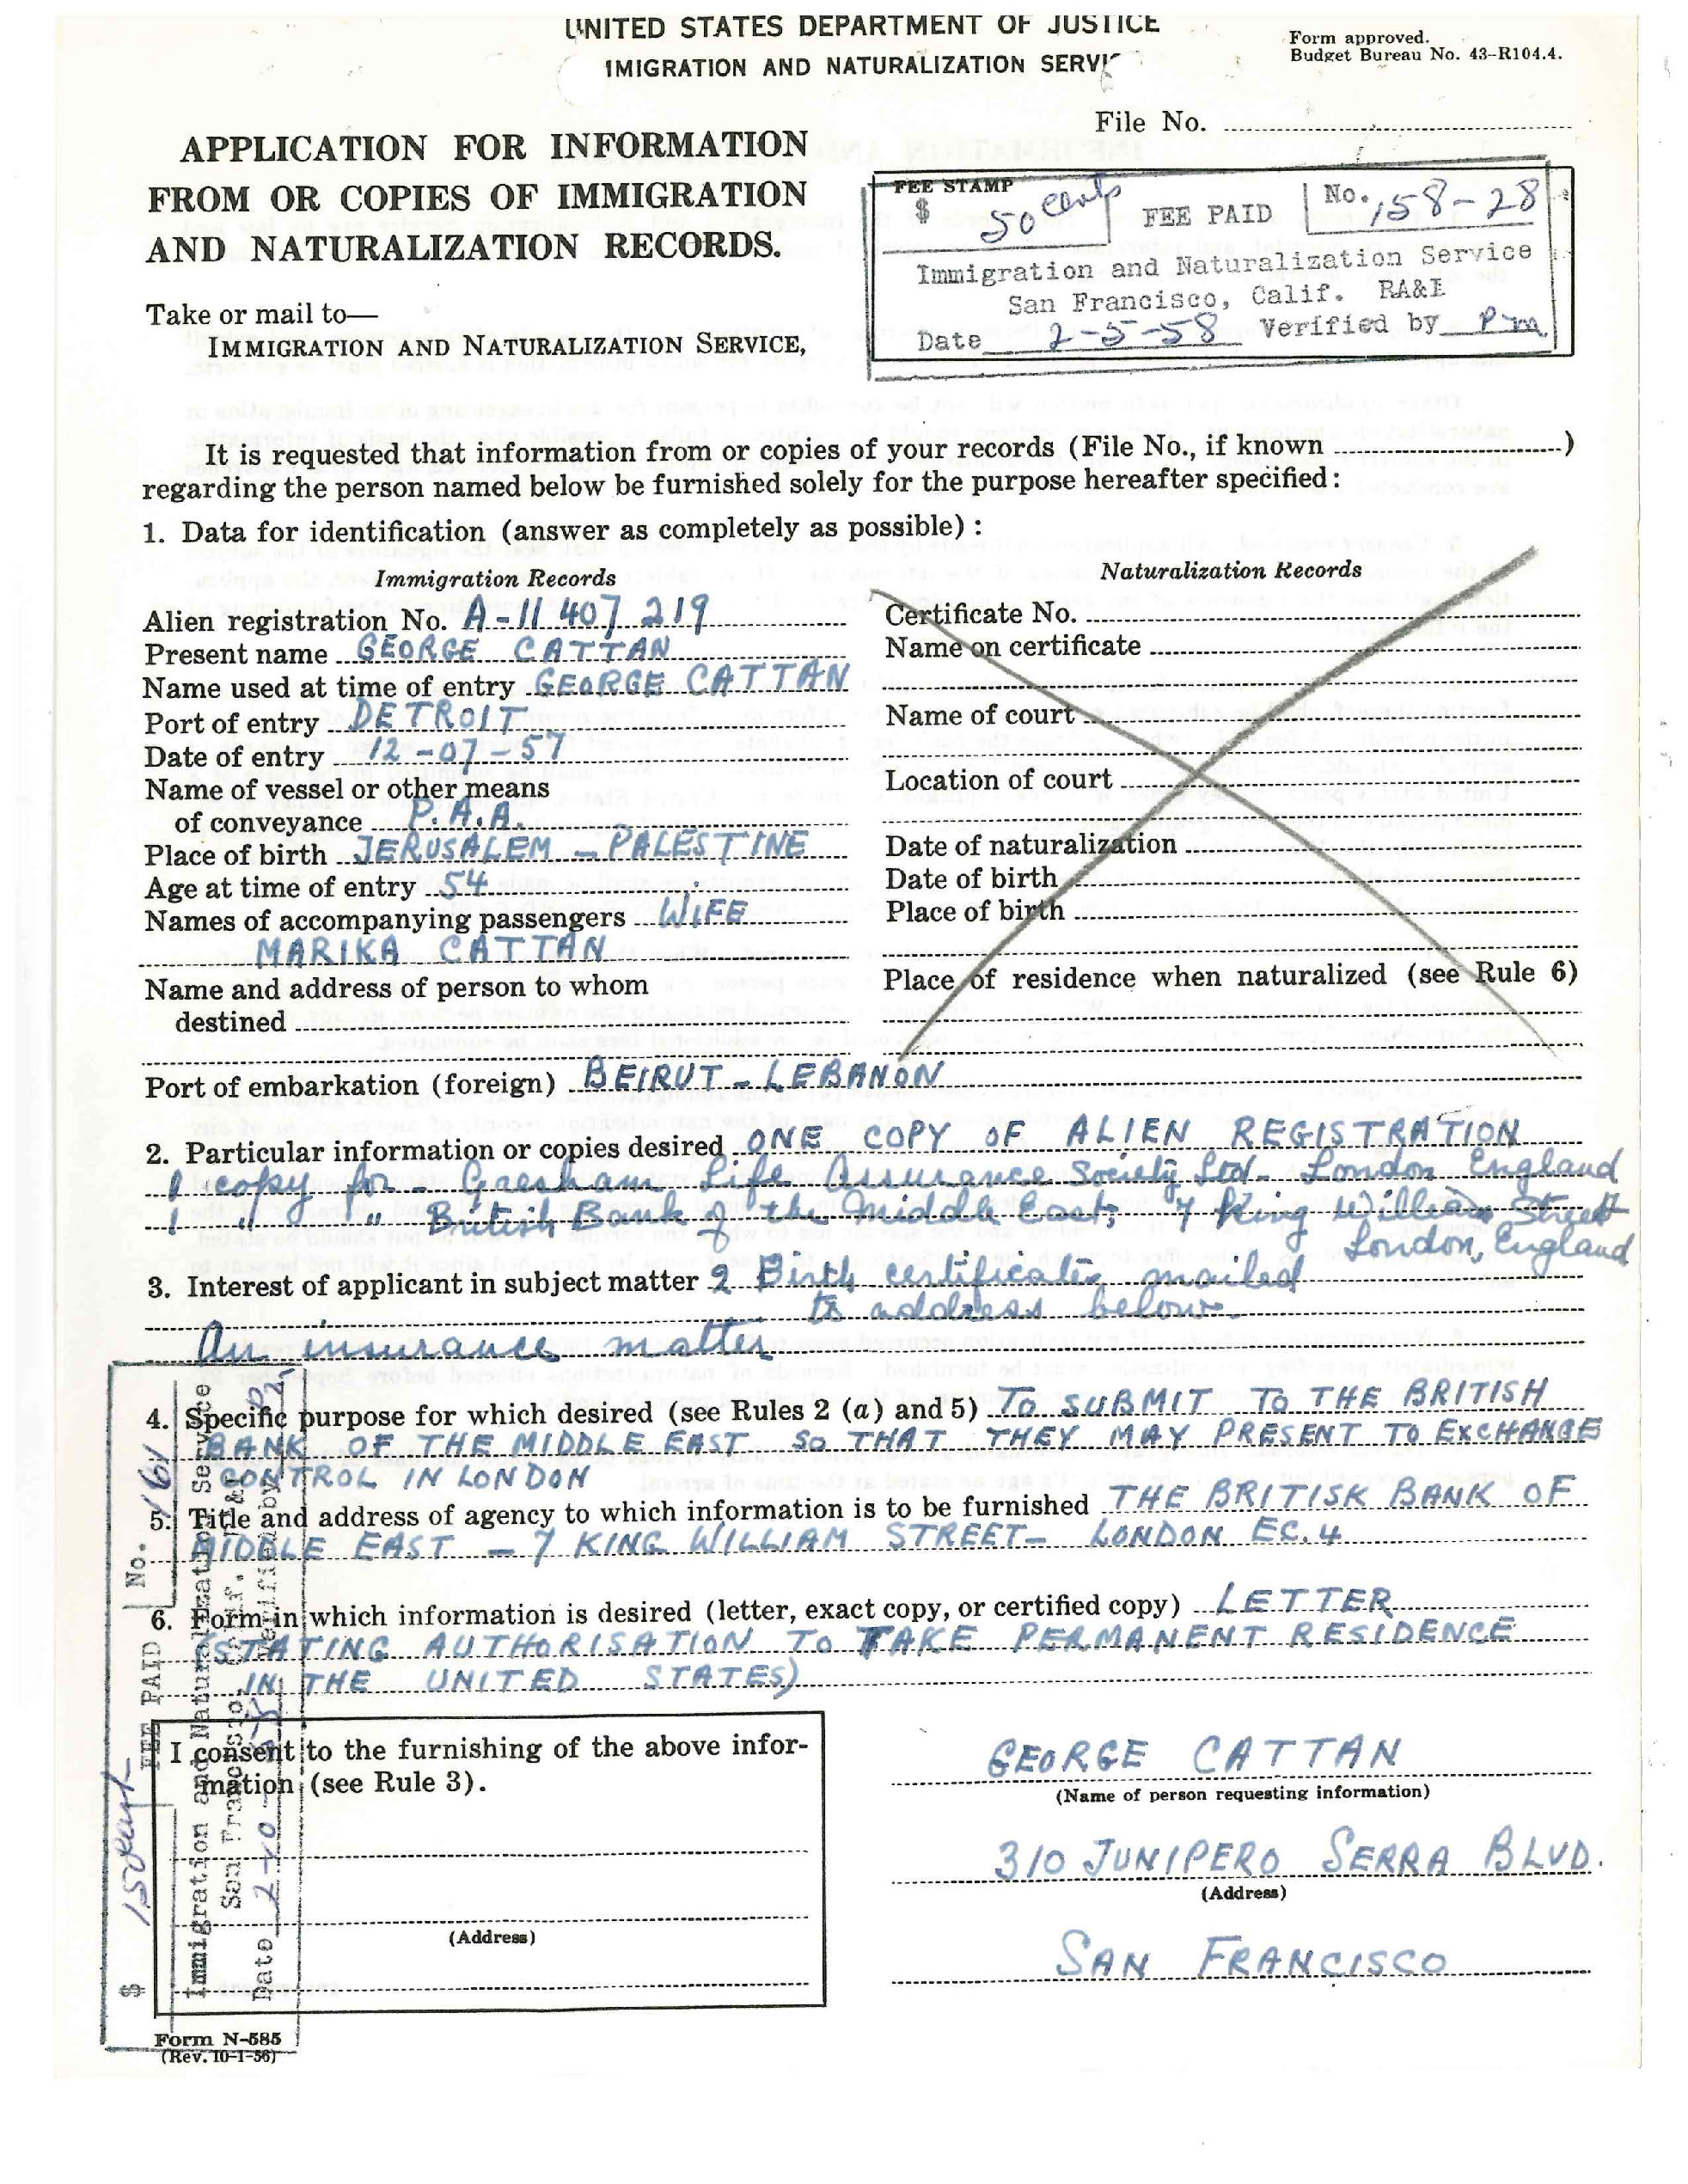 UNITED STATES DEPARTMENT OF JUSTICE
IMIGRATION AND NATURALIZATION SERVIC
Form approved.
Budget Bureau No. 43-R104.4.
File No.
APPLICATION FOR INFORMATION
FROM OR COPIES OF IMMIGRATION
AND NATURALIZATION RECORDS.
FEE STAMP
$ 50 cents FEE PAID No. 158-28
Immigration and Naturalization Service
San Francisco, Calif. RA&I
Date 2-5-58 Verified by Pm
Take or mail to—
IMMIGRATION AND NATURALIZATION SERVICE,
It is requested that information from or copies of your records (File No., if known )
regarding the person named below be furnished solely for the purpose hereafter specified:
1. Data for identification (answer as completely as possible) :
Immigration Records
Alien registration No. A-11 407 219
Present name GEORGE CATTAN
Name used at time of entry GEORGE CATTAN
Port of entry DETROIT
Date of entry 12-07-57
Name of vessel or other means
of conveyance P.A.A.
Place of birth JERUSALEM - PALESTINE
Age at time of entry 54
Names of accompanying passengers WIFE
MARIKA CATTAN
Name and address of person to whom
destined
Naturalization Records
Certificate No.
Name on certificate
Name of court
Location of court
Date of naturalization
Date of birth
Place of birth
Place of residence when naturalized (see Rule 6)
Port of embarkation (foreign) BEIRUT - LEBANON
2. Particular information or copies desired ONE COPY OF ALIEN REGISTRATION
1 copy for - Gresham Life Assurance Society Ltd - London England
1 " " British Bank of the Middle East, 7 King William Street
London, England
3. Interest of applicant in subject matter 2 Birth certificates mailed
to address below.
An insurance matter
4. Specific purpose for which desired (see Rules 2 (a) and 5) TO SUBMIT TO THE BRITISH
BANK OF THE MIDDLE EAST SO THAT THEY MAY PRESENT TO EXCHANGE
CONTROL IN LONDON
5. Title and address of agency to which information is to be furnished THE BRITISK BANK OF
MIDDLE EAST - 7 KING WILLIAM STREET- LONDON EC.4
6. Form in which information is desired (letter, exact copy, or certified copy) LETTER
(STATING AUTHORISATION TO TAKE PERMANENT RESIDENCE
IN THE UNITED STATES)
I consent to the furnishing of the above infor-
mation (see Rule 3).
(Address)
GEORGE CATTAN
(Name of person requesting information)
310 JUNIPERO SERRA BLVD.
(Address)
SAN FRANCISCO
$ FEE PAID No. 161
Immigration and Naturalization Service
San Francisco, Calif. RA&I
Date Verified by
Form N-585
(Rev. 10-1-56)